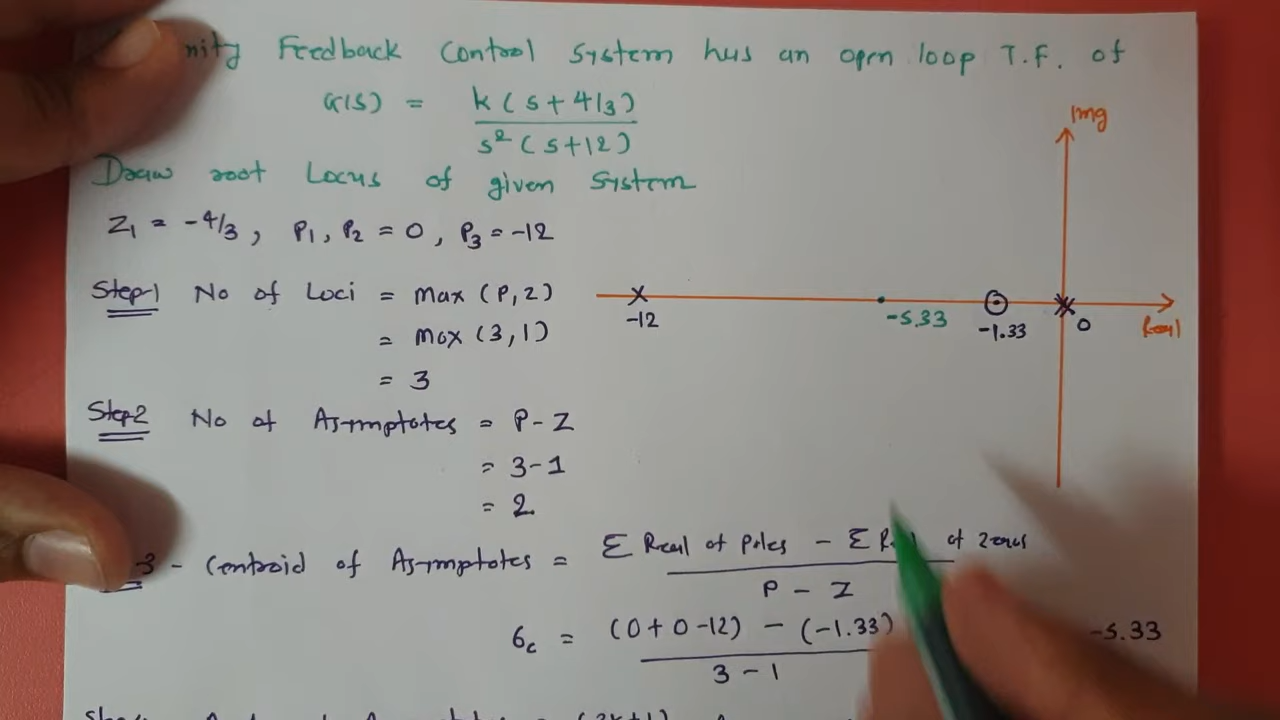 nity Feedback Control System has an open loop T.F. of
G(S) = K(S+4/3)
S²(S+12)
Draw root Locus of given System
Z₁ = -4/3, P₁, P₂ = 0, P₃ = -12
Step-1 No of Loci = Max (P,Z)
= Max (3,1)
= 3
Step2 No of Asymptotes = P-Z
= 3-1
= 2
3 - Centroid of Asymptotes = Σ Real of Poles - Σ R of Zeros
P - Z
σc = (0+0-12) - (-1.33)
3-1
-5.33
Img
Real
-12
-5.33
-1.33
0